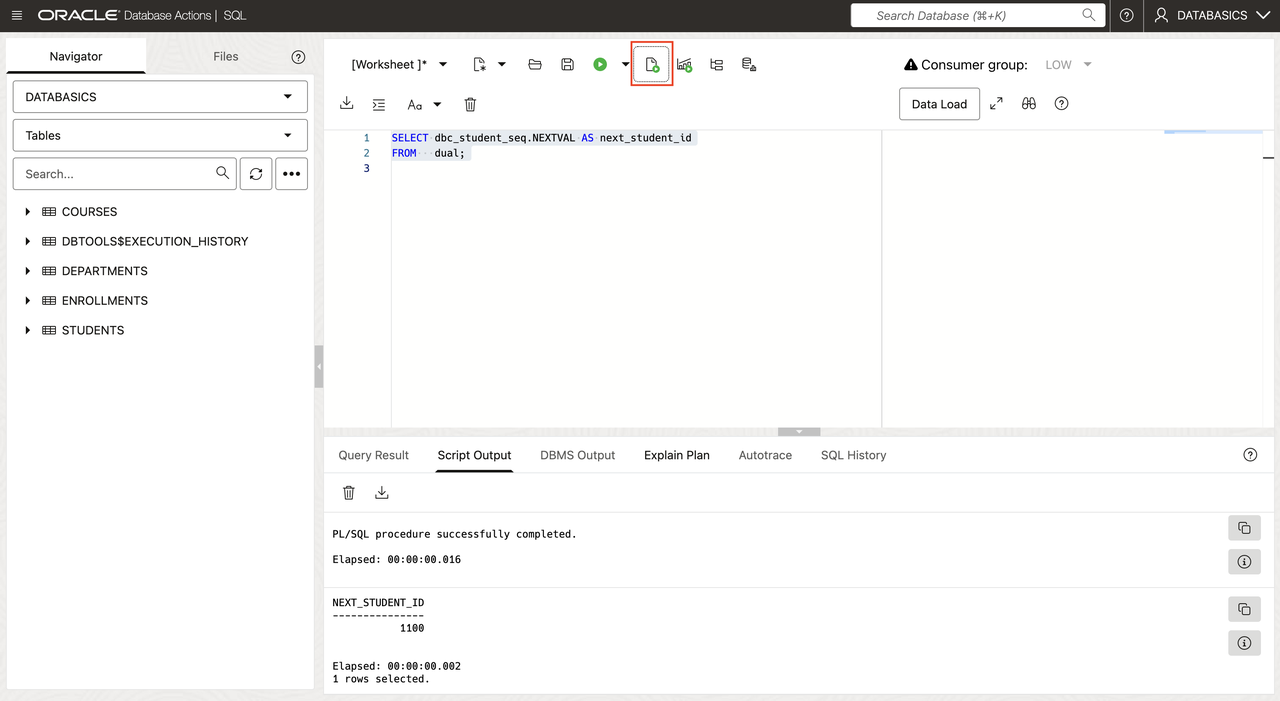 ORACLE Database Actions | SQL
Search Database (⌘+K)
DATABASICS
Navigator
Files
DATABASICS
Tables
Search...
COURSES
DBTOOLS$EXECUTION_HISTORY
DEPARTMENTS
ENROLLMENTS
STUDENTS
[Worksheet ]*
Consumer group:
LOW
Aa
Data Load
1 SELECT dbc_student_seq.NEXTVAL AS next_student_id
2 FROM   dual;
3
Query Result
Script Output
DBMS Output
Explain Plan
Autotrace
SQL History
PL/SQL procedure successfully completed.
Elapsed: 00:00:00.016
NEXT_STUDENT_ID
---------------
1100
Elapsed: 00:00:00.002
1 rows selected.